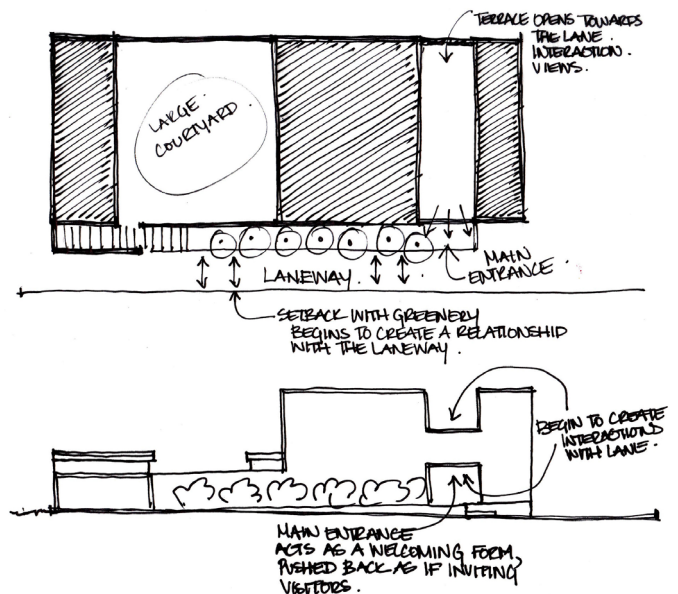 TERRACE OPENS TOWARDS
THE LANE.
INTERACTION.
VIEWS.
LARGE.
COURTYARD.
MAIN
ENTRANCE.
LANEWAY.
SETBACK WITH GREENERY
BEGINS TO CREATE A RELATIONSHIP
WITH THE LANEWAY.
BEGIN TO CREATE
INTERACTIONS
WITH LANE.
MAIN ENTRANCE
ACTS AS A WELCOMING FORM,
PUSHED BACK AS IF INVITING
VISITORS.